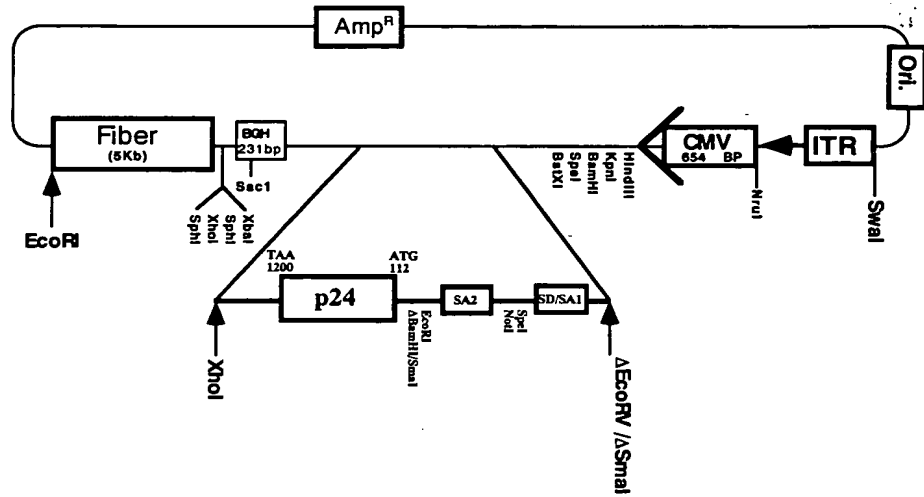 Amp^R
Ori.
Fiber
(5Kb)
BGH
231bp
CMV
654 BP
ITR
Sac1
HindIII
KpnI
BamHI
SpeI
BstXI
NruI
SwaI
SphI
XhoI
SphI
XbaI
EcoRI
TAA
1200
ATG
112
p24
SA2
SD/SA1
EcoRI
ΔBamHI/SmaI
SpeI
NotI
XhoI
ΔEcoRV /ΔSmaI